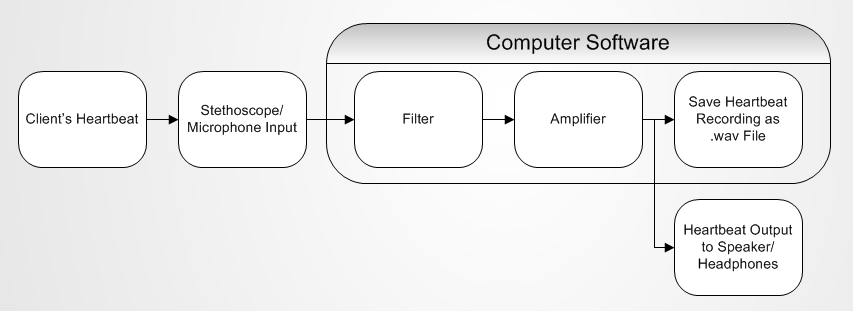 Computer Software
Client's Heartbeat
Stethoscope/
Microphone Input
Filter
Amplifier
Save Heartbeat
Recording as
.wav File
Heartbeat Output
to Speaker/
Headphones